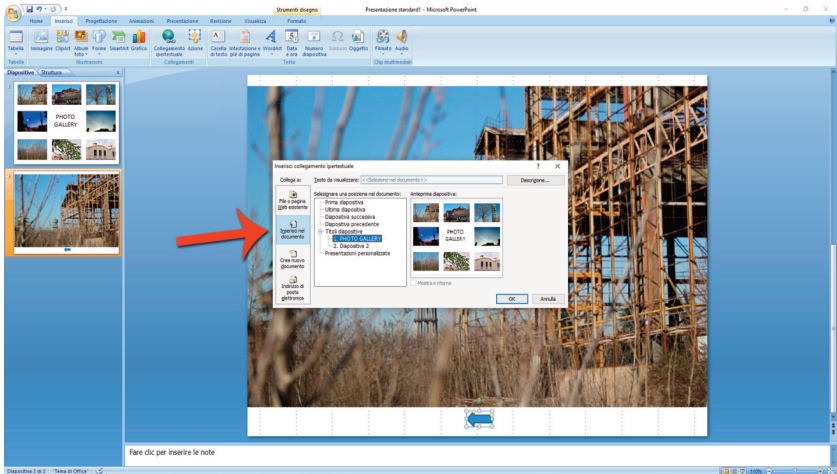 Strumenti disegno
Presentazione standard1 - Microsoft PowerPoint
Home Inserisci Progettazione Animazioni Presentazione Revisione Visualizza Formato
Tabella Immagine ClipArt Album foto Forme SmartArt Grafico Collegamento ipertestuale Azione Casella di testo Intestazione e piè di pagina WordArt Data e ora Numero diapositiva Simbolo Oggetto Filmato Audio
Tabelle Illustrazioni Collegamenti Testo Clip multimediali
Diapositive Struttura x
1
PHOTO
GALLERY
2
Inserisci collegamento ipertestuale ? X
Collega a: Testo da visualizzare: <<Selezione nel documento>> Descrizione...
File o pagina
Web esistente
Inserisci nel
documento
Crea nuovo
documento
Indirizzo di
posta
elettronica
Selezionare una posizione nel documento:
Prima diapositiva
Ultima diapositiva
Diapositiva successiva
Diapositiva precedente
Titoli diapositive
1. PHOTO GALLERY
2. Diapositiva 2
Presentazioni personalizzate
Anteprima diapositiva:
PHOTO
GALLERY
Mostra e ritorna
OK Annulla
Fare clic per inserire le note
Diapositiva 2 di 2 "Tema di Office" 110%